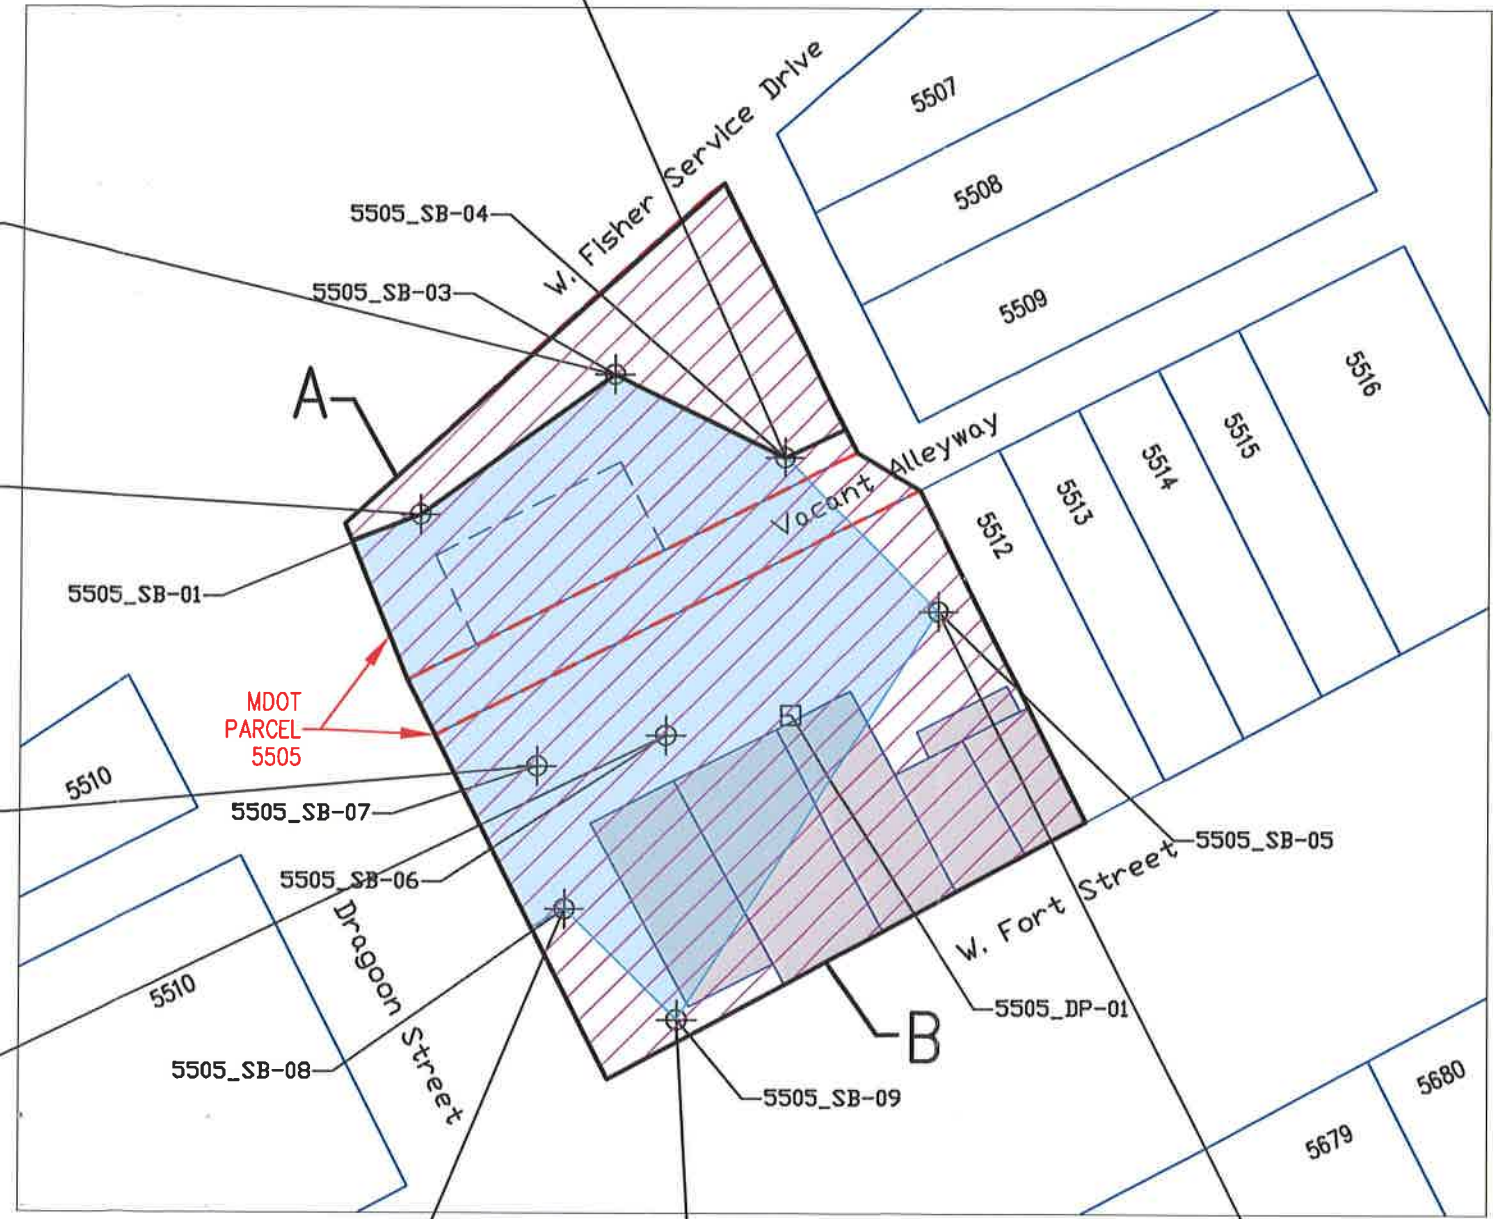 W. Fisher Service Drive
5507
5508
5509
5505_SB-04
5505_SB-03
A
5516
5515
5514
5513
5512
Vacant Alleyway
5505_SB-01
MDOT
PARCEL
5505
5510
5505_SB-07
5505_SB-06
5505_SB-05
W. Fort Street
Dragoon Street
5510
5505_DP-01
B
5505_SB-08
5505_SB-09
5680
5679